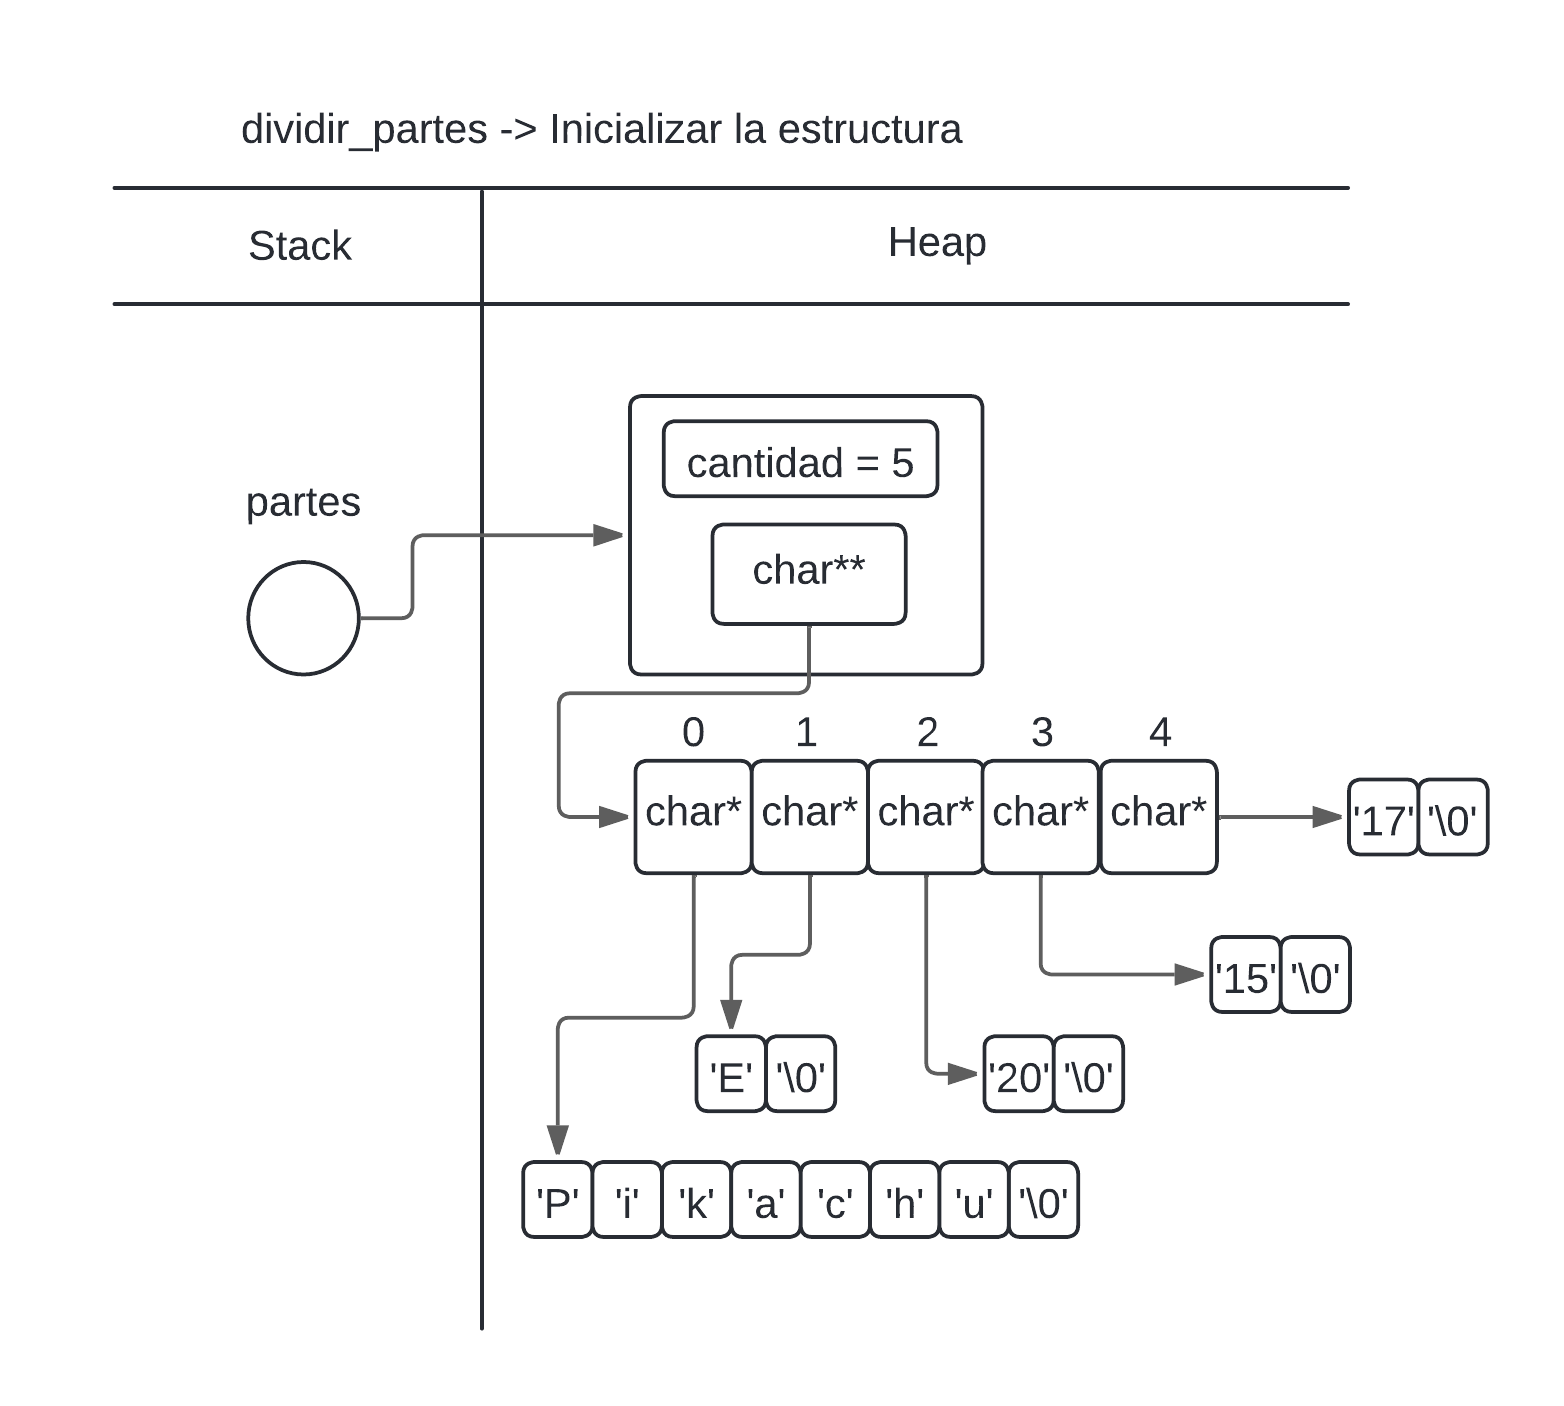 dividir_partes -> Inicializar la estructura
Stack
Heap
cantidad = 5
partes
char**
0 1 2 3 4
char* char* char* char* char*
'17' '\0'
'15' '\0'
'E' '\0'
'20' '\0'
'P' 'i' 'k' 'a' 'c' 'h' 'u' '\0'